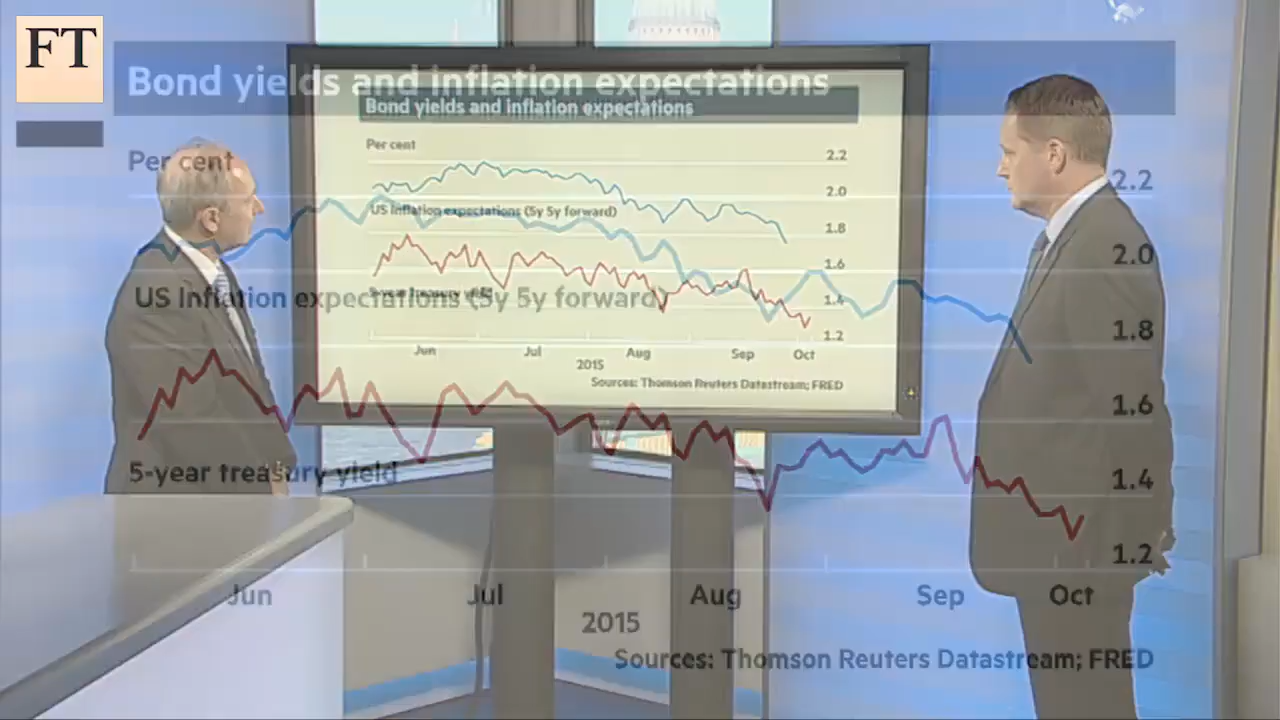 FT
Bond yields and inflation expectations
Per cent
2.2
2.0
US Inflation expectations (5y 5y forward)
1.8
1.6
5-year treasury yield
1.4
1.2
Jun Jul Aug Sep Oct
2015
Sources: Thomson Reuters Datastream; FRED
Bond yields and inflation expectations
Per cent
2.2
2.0
US Inflation expectations (5y 5y forward)
1.8
1.6
1.4
1.2
Jun Jul Aug Sep Oct
2015
Sources: Thomson Reuters Datastream; FRED